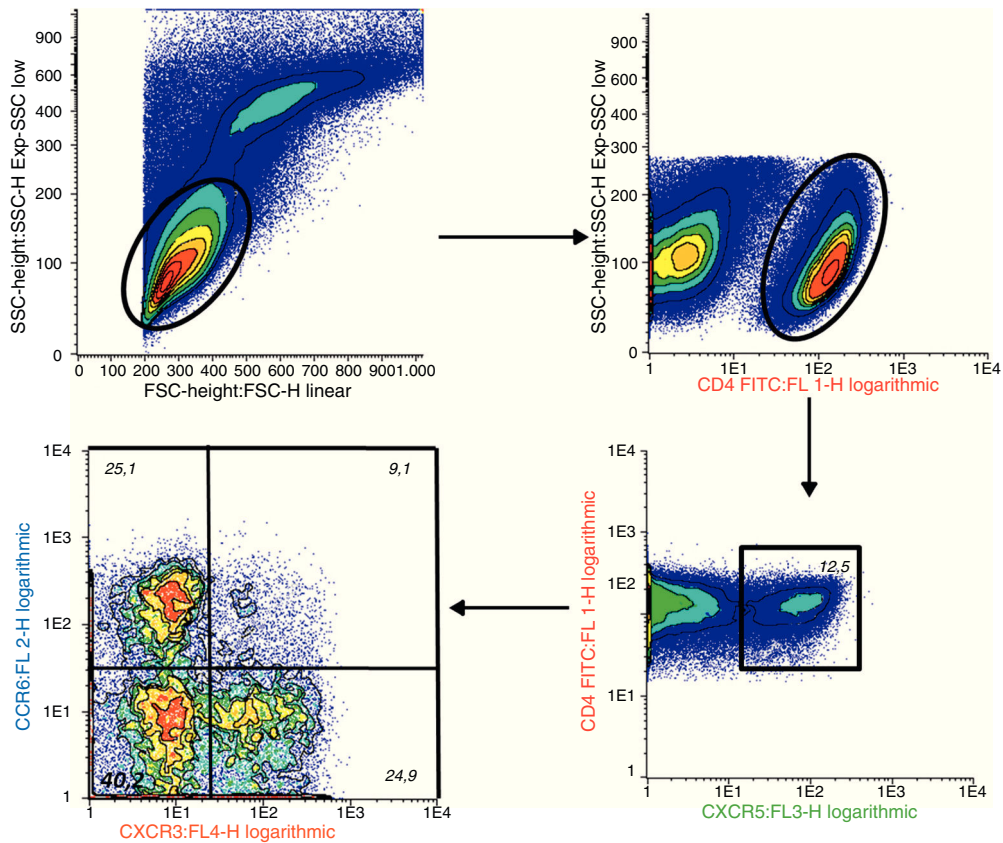 SSC-height:SSC-H Exp-SSC low
900
600
400
300
200
100
0
0 100 200 300 400 500 600 700 800 9001.000
FSC-height:FSC-H linear
SSC-height:SSC-H Exp-SSC low
900
600
400
300
200
100
0
1 1E1 1E2 1E3 1E4
CD4 FITC:FL 1-H logarithmic
CCR6:FL 2-H logarithmic
1E4
1E3
1E2
1E1
1
25,1
9,1
40,2
24,9
1 1E1 1E2 1E3 1E4
CXCR3:FL4-H logarithmic
CD4 FITC:FL 1-H logarithmic
1E4
1E3
1E2
1E1
1
12,5
1 1E1 1E2 1E3 1E4
CXCR5:FL3-H logarithmic